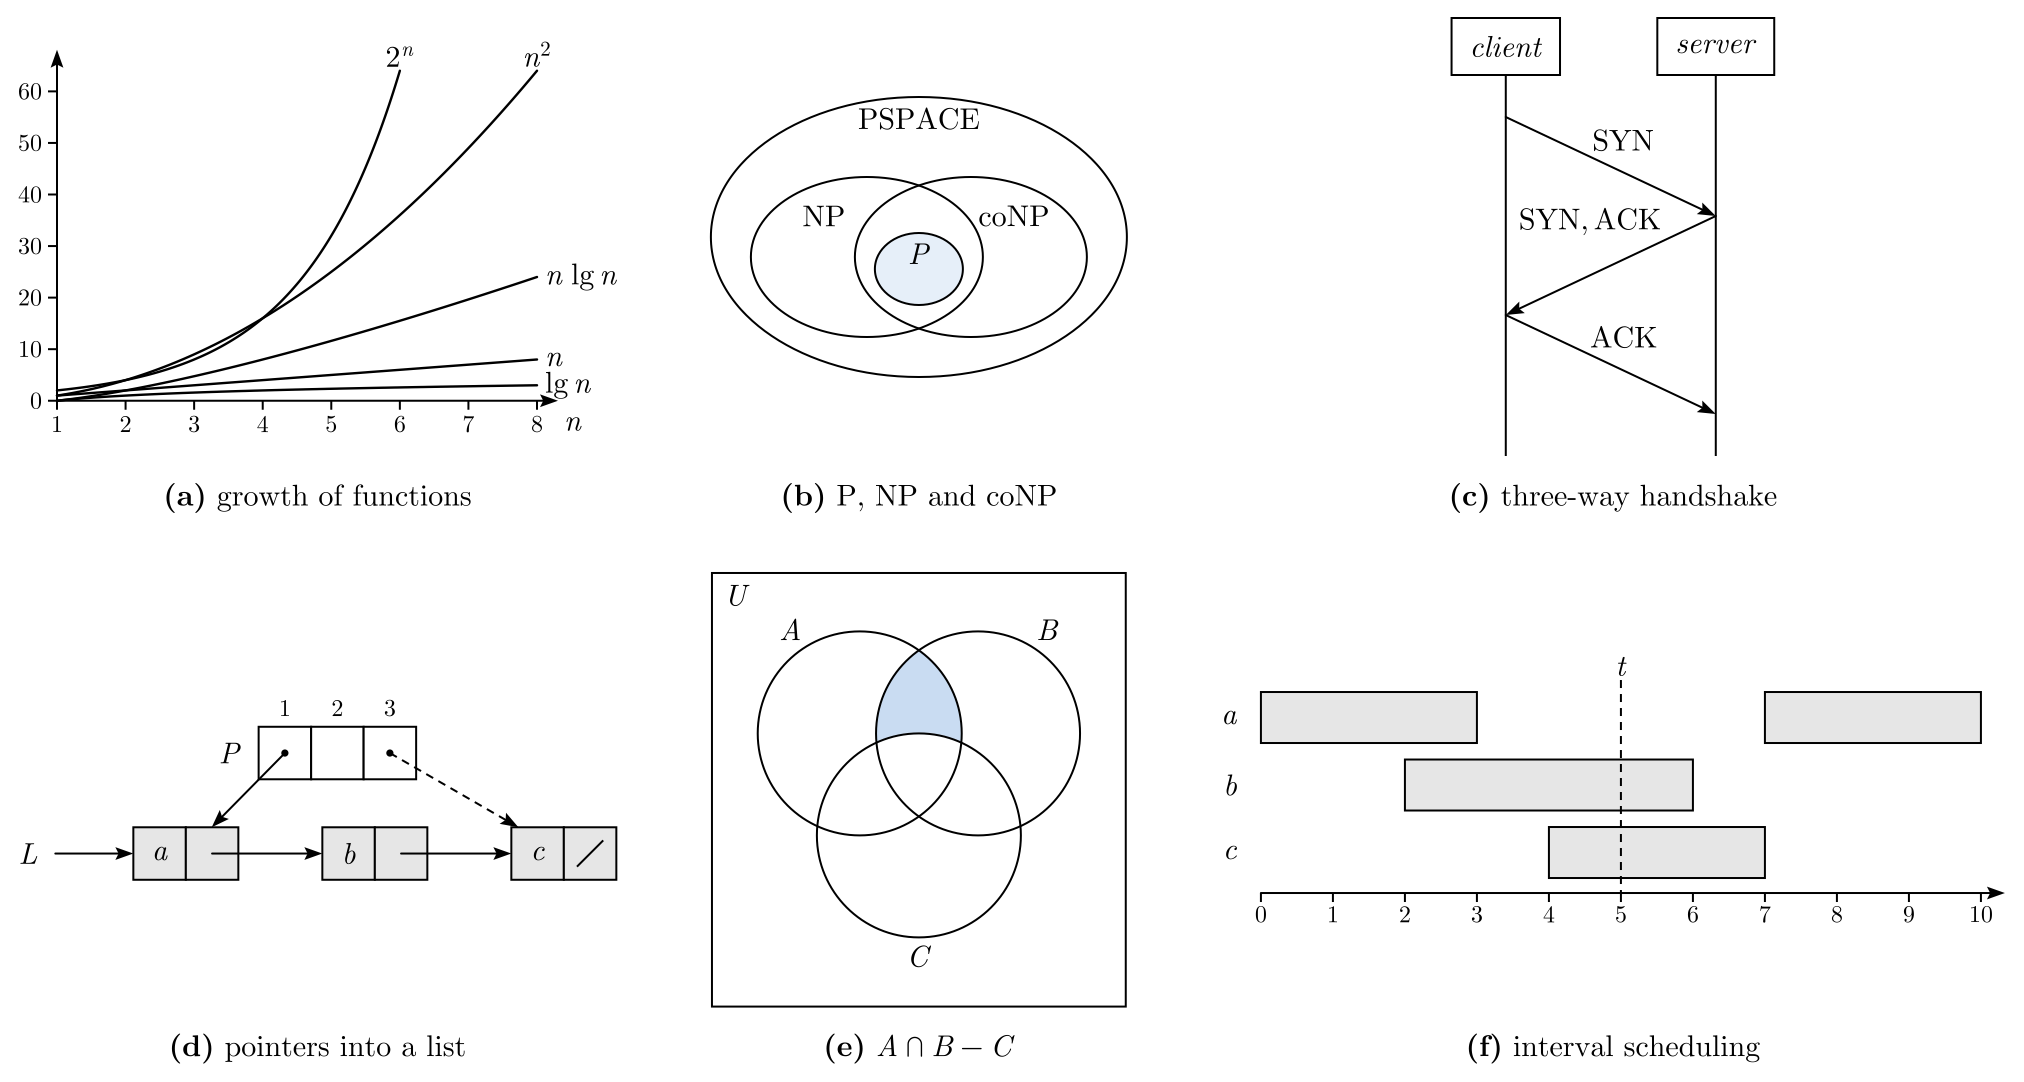 2ⁿ
n²
60
50
40
30
20
10
0
n lg n
n
lg n
1 2 3 4 5 6 7 8 n
(a) growth of functions
PSPACE
NP
coNP
P
(b) P, NP and coNP
client
server
SYN
SYN, ACK
ACK
(c) three-way handshake
1 2 3
P
L
a
b
c
(d) pointers into a list
U
A
B
C
(e) A ∩ B − C
t
a
b
c
0 1 2 3 4 5 6 7 8 9 10
(f) interval scheduling